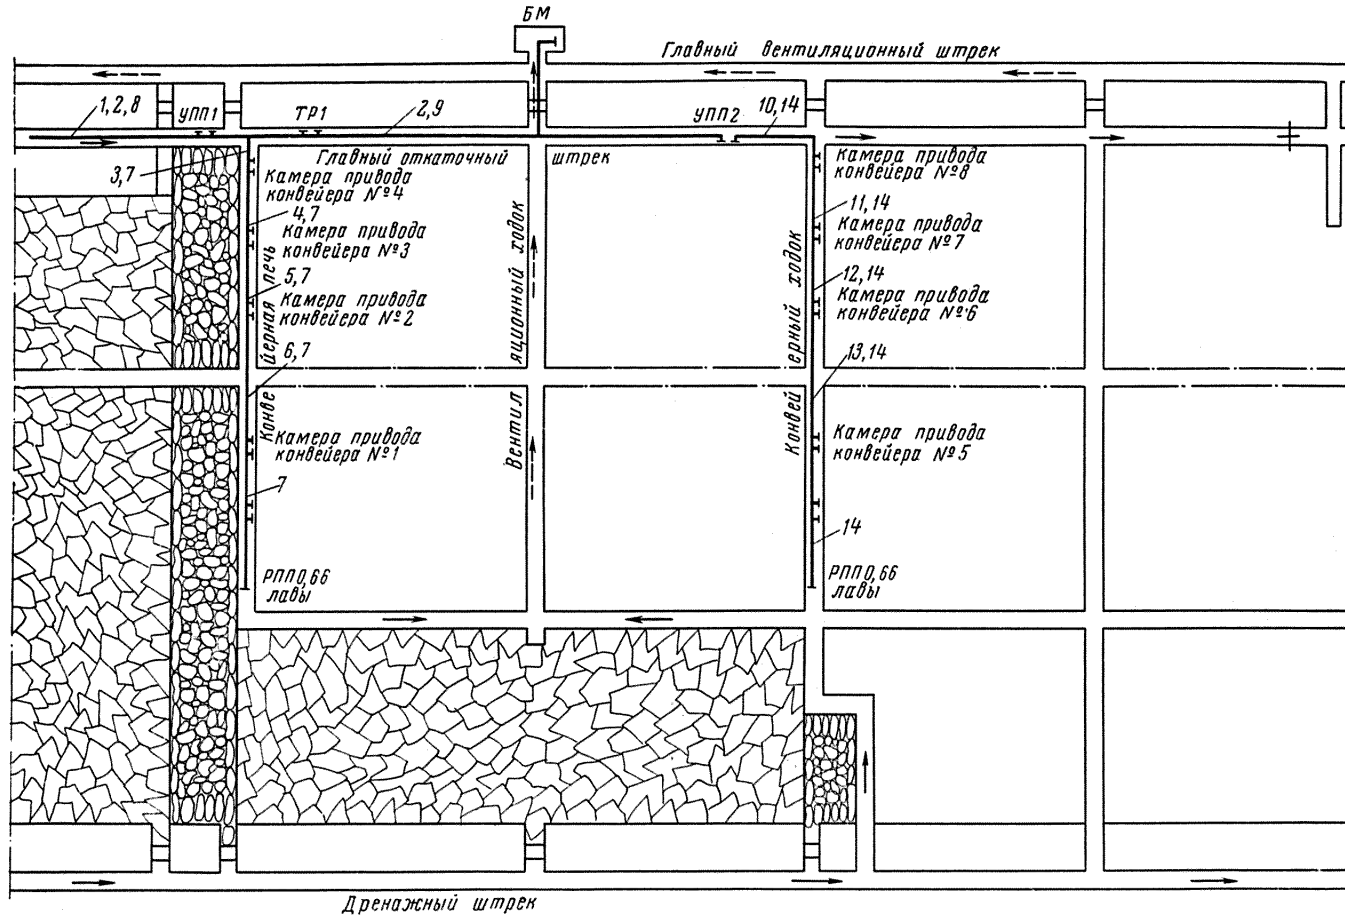 БМ
Главный вентиляционный штрек
1,2,8
УПП1
ТР1
2,9
УПП2
10,14
Главный откаточный штрек
3,7
Камера привода
конвейера №4
4,7
Камера привода
конвейера №3
5,7
Камера привода
конвейера №2
6,7
Конвейерная печь
Камера привода
конвейера №1
7
РПП0,66
лавы
Вентиляционный ходок
Камера привода
конвейера №8
11,14
Камера привода
конвейера №7
12,14
Камера привода
конвейера №6
13,14
Конвейерный ходок
Камера привода
конвейера №5
14
РПП0,66
лавы
Дренажный штрек